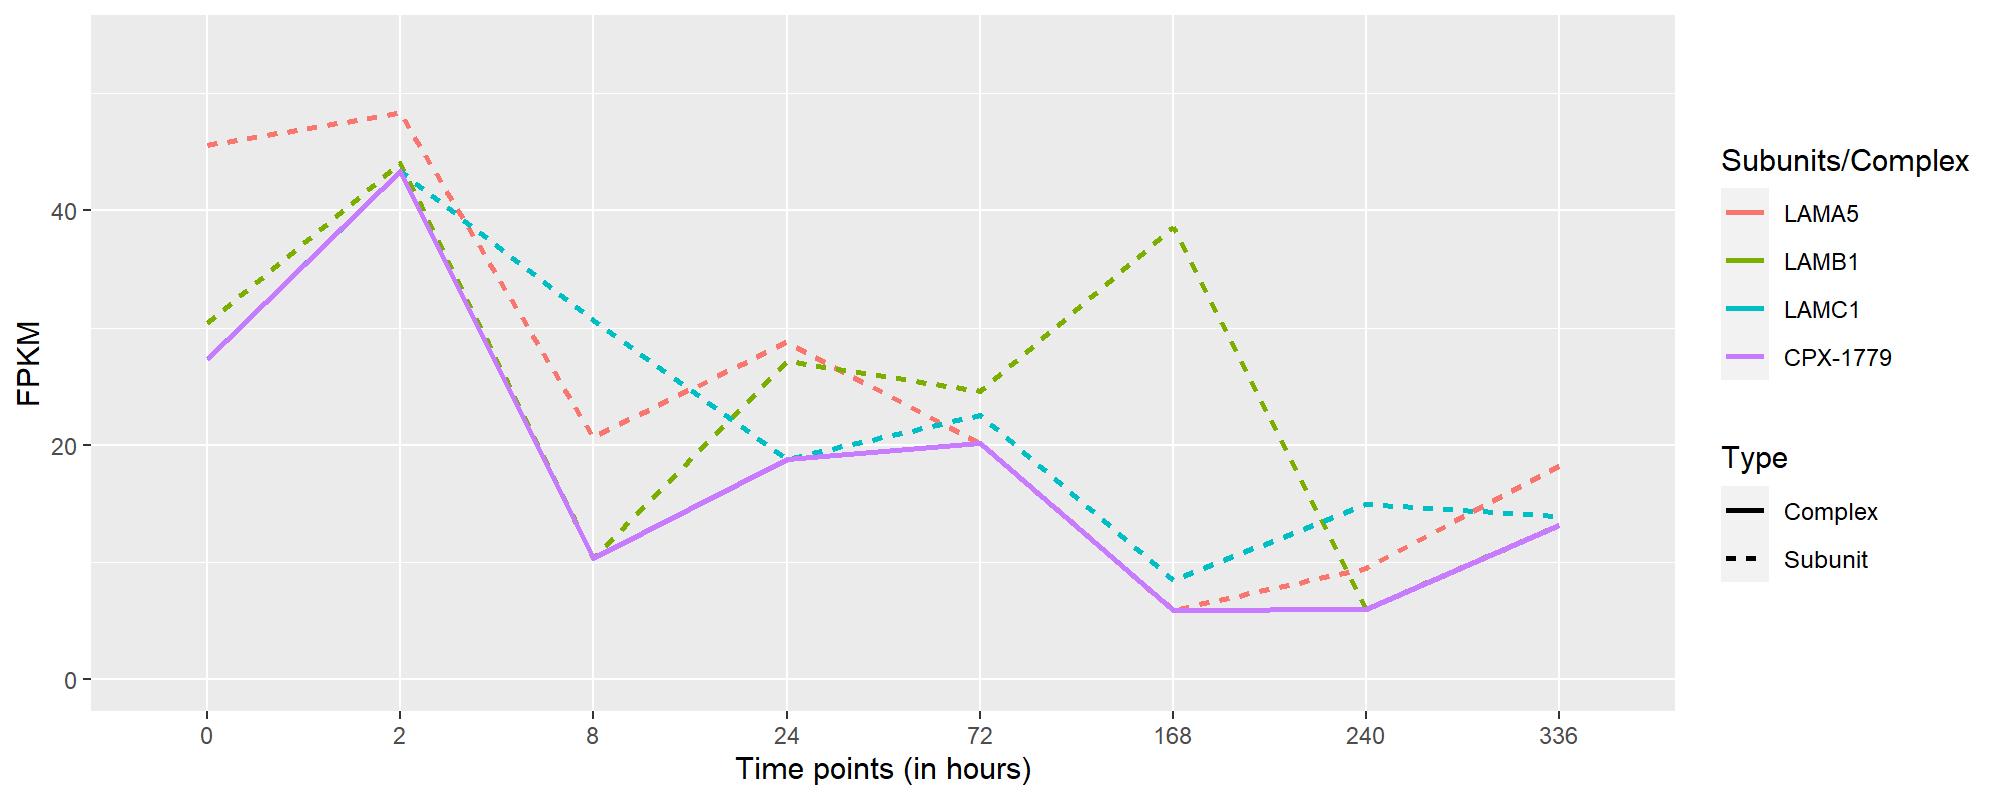 FPKM
40
20
0
0 2 8 24 72 168 240 336
Time points (in hours)
Subunits/Complex
LAMA5
LAMB1
LAMC1
CPX-1779
Type
Complex
Subunit